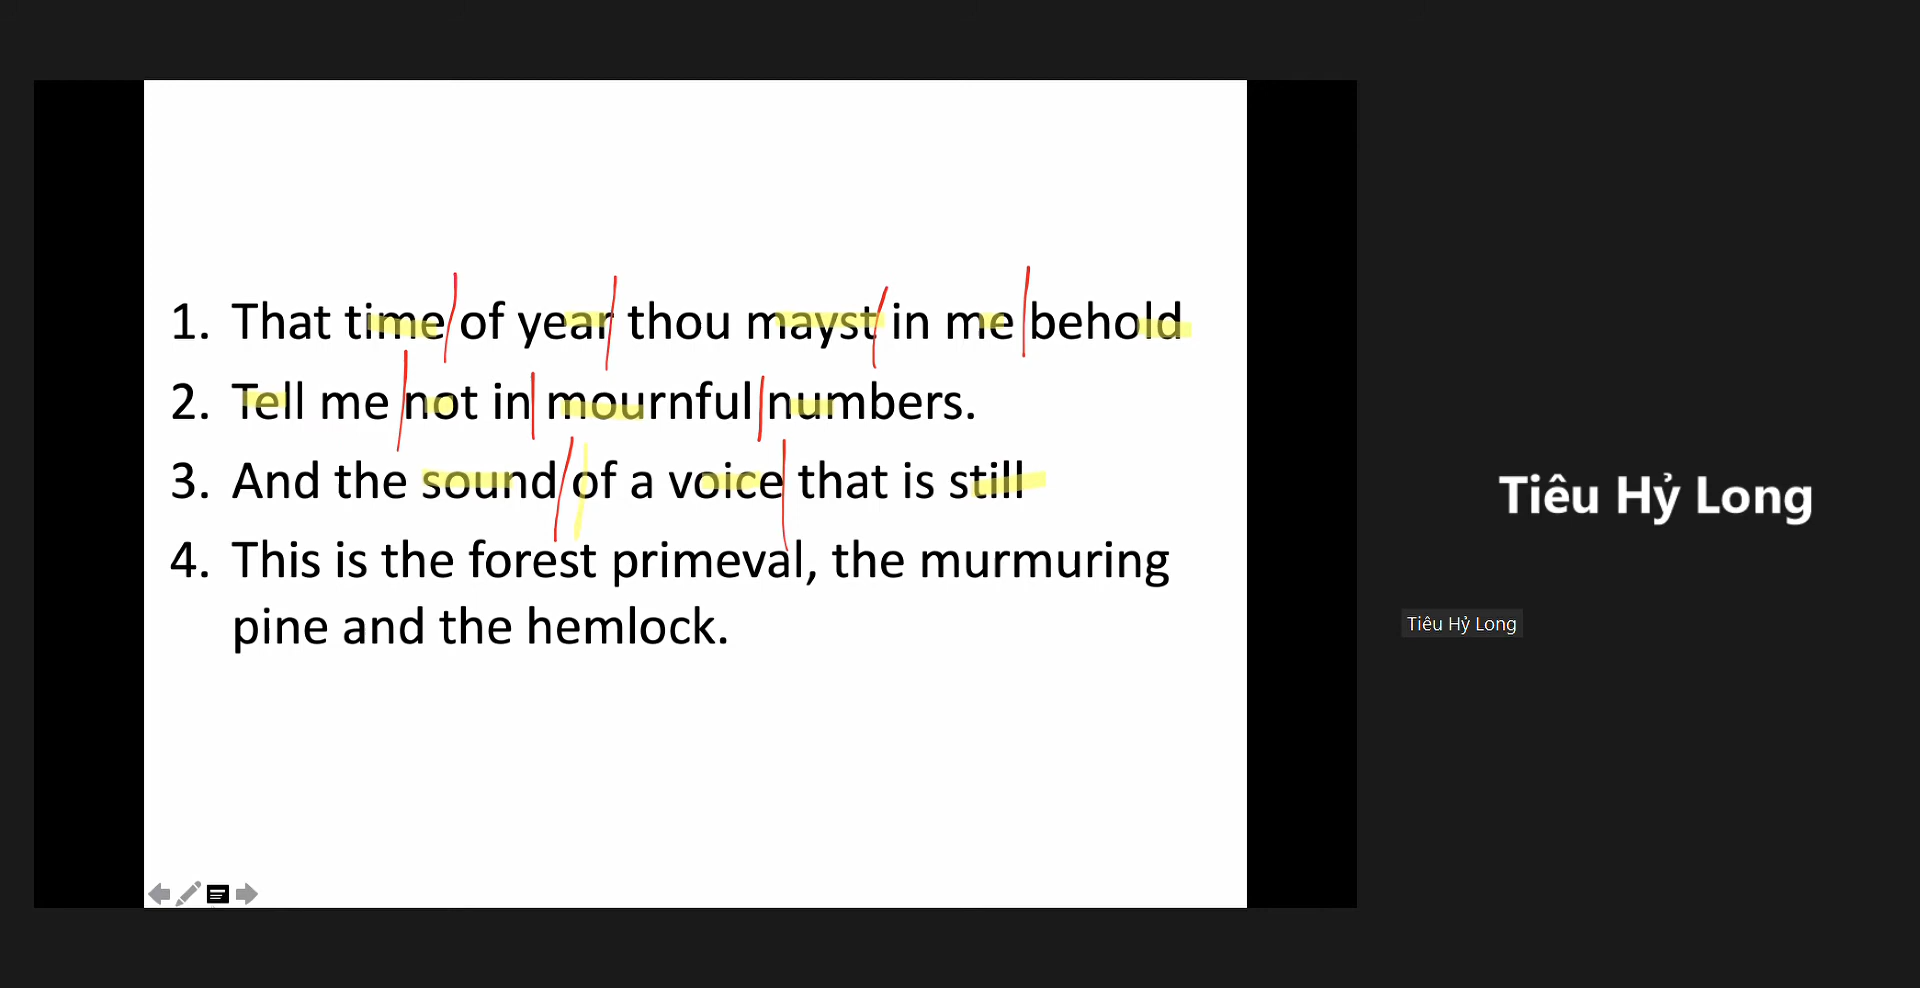 1. That time of year thou mayst in me behold
2. Tell me not in mournful numbers.
3. And the sound of a voice that is still
4. This is the forest primeval, the murmuring
pine and the hemlock.
Tiêu Hỷ Long
Tiêu Hỷ Long